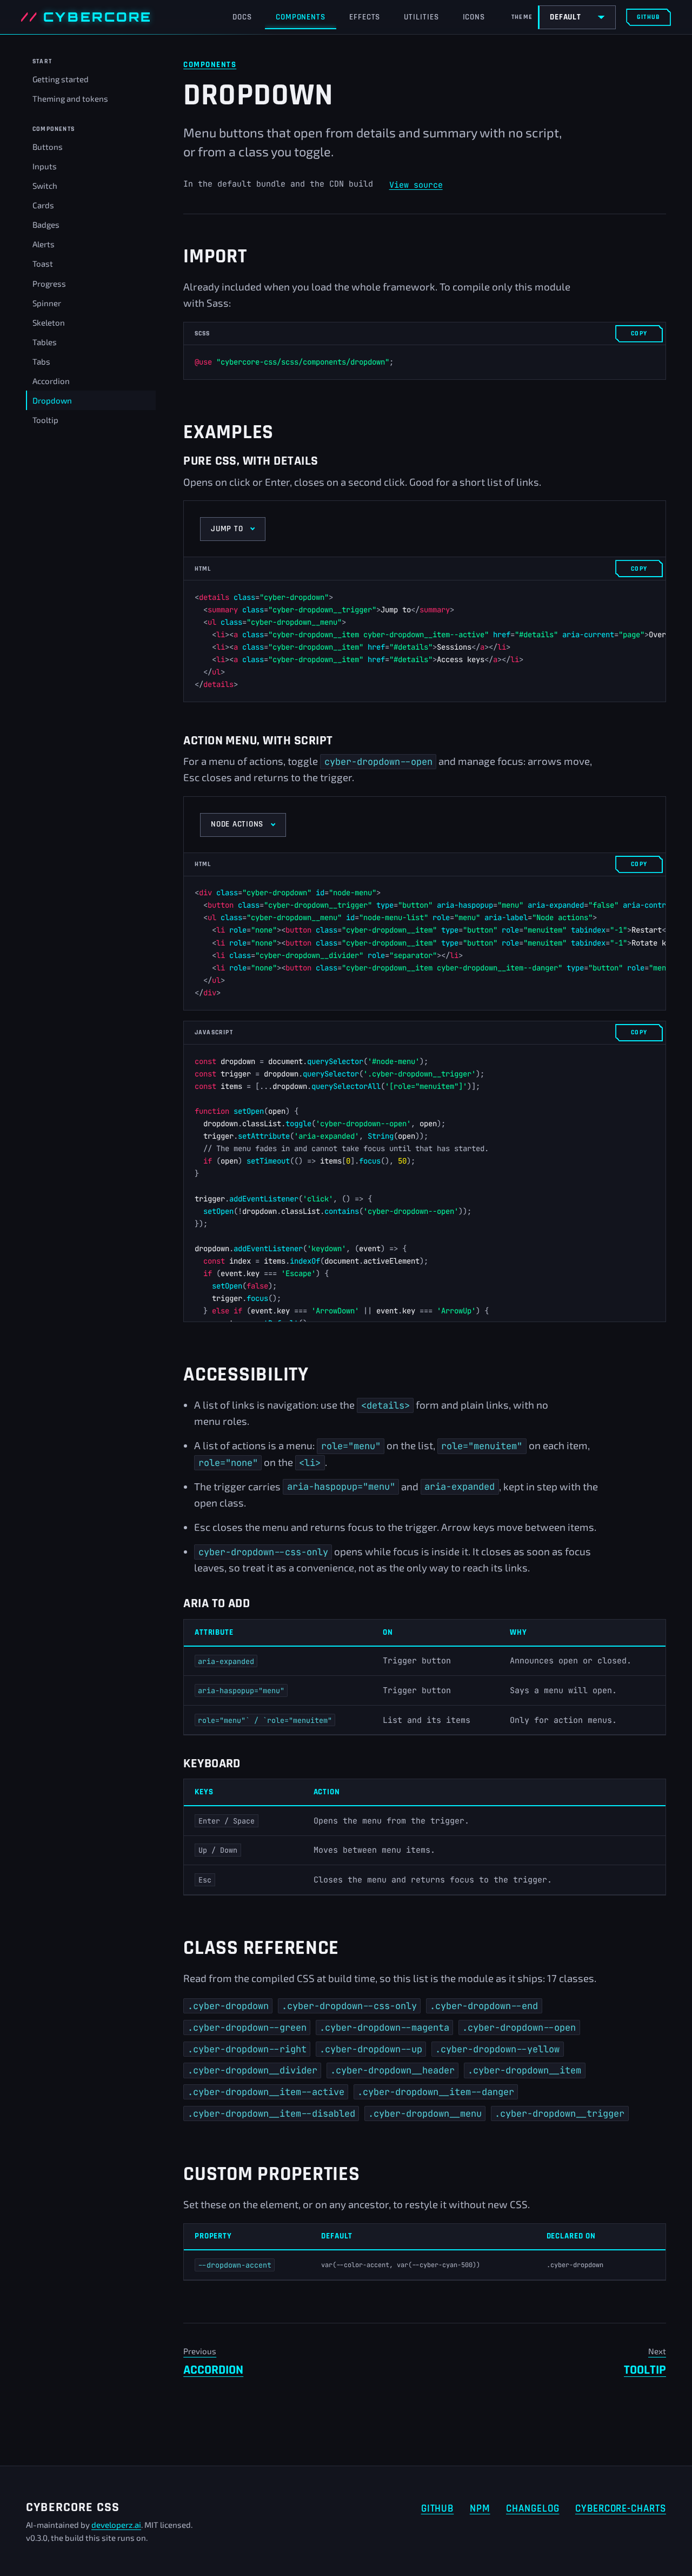 // CYBERCORE
DOCS COMPONENTS EFFECTS UTILITIES ICONS THEME DEFAULT GITHUB
START
Getting started
Theming and tokens
COMPONENTS
Buttons
Inputs
Switch
Cards
Badges
Alerts
Toast
Progress
Spinner
Skeleton
Tables
Tabs
Accordion
Dropdown
Tooltip
COMPONENTS
DROPDOWN
Menu buttons that open from details and summary with no script,
or from a class you toggle.
In the default bundle and the CDN build View source
IMPORT
Already included when you load the whole framework. To compile only this module
with Sass:
SCSS COPY
@use "cybercore-css/scss/components/dropdown";
EXAMPLES
PURE CSS, WITH DETAILS
Opens on click or Enter, closes on a second click. Good for a short list of links.
JUMP TO
HTML COPY
<details class="cyber-dropdown">
  <summary class="cyber-dropdown__trigger">Jump to</summary>
  <ul class="cyber-dropdown__menu">
    <li><a class="cyber-dropdown__item cyber-dropdown__item--active" href="#details" aria-current="page">Over
    <li><a class="cyber-dropdown__item" href="#details">Sessions</a></li>
    <li><a class="cyber-dropdown__item" href="#details">Access keys</a></li>
  </ul>
</details>
ACTION MENU, WITH SCRIPT
For a menu of actions, toggle cyber-dropdown--open and manage focus: arrows move,
Esc closes and returns to the trigger.
NODE ACTIONS
HTML COPY
<div class="cyber-dropdown" id="node-menu">
  <button class="cyber-dropdown__trigger" type="button" aria-haspopup="menu" aria-expanded="false" aria-contr
  <ul class="cyber-dropdown__menu" id="node-menu-list" role="menu" aria-label="Node actions">
    <li role="none"><button class="cyber-dropdown__item" type="button" role="menuitem" tabindex="-1">Restart<
    <li role="none"><button class="cyber-dropdown__item" type="button" role="menuitem" tabindex="-1">Rotate k
    <li class="cyber-dropdown__divider" role="separator"></li>
    <li role="none"><button class="cyber-dropdown__item cyber-dropdown__item--danger" type="button" role="men
  </ul>
</div>
JAVASCRIPT COPY
const dropdown = document.querySelector('#node-menu');
const trigger = dropdown.querySelector('.cyber-dropdown__trigger');
const items = [...dropdown.querySelectorAll('[role="menuitem"]')];
function setOpen(open) {
  dropdown.classList.toggle('cyber-dropdown--open', open);
  trigger.setAttribute('aria-expanded', String(open));
  // The menu fades in and cannot take focus until that has started.
  if (open) setTimeout(() => items[0].focus(), 50);
}
trigger.addEventListener('click', () => {
  setOpen(!dropdown.classList.contains('cyber-dropdown--open'));
});
dropdown.addEventListener('keydown', (event) => {
  const index = items.indexOf(document.activeElement);
  if (event.key === 'Escape') {
    setOpen(false);
    trigger.focus();
  } else if (event.key === 'ArrowDown' || event.key === 'ArrowUp') {
ACCESSIBILITY
• A list of links is navigation: use the <details> form and plain links, with no
menu roles.
• A list of actions is a menu: role="menu" on the list, role="menuitem" on each item,
role="none" on the <li>.
• The trigger carries aria-haspopup="menu" and aria-expanded, kept in step with the
open class.
• Esc closes the menu and returns focus to the trigger. Arrow keys move between items.
• cyber-dropdown--css-only opens while focus is inside it. It closes as soon as focus
leaves, so treat it as a convenience, not as the only way to reach its links.
ARIA TO ADD
ATTRIBUTE ON WHY
aria-expanded Trigger button Announces open or closed.
aria-haspopup="menu" Trigger button Says a menu will open.
role="menu"` / `role="menuitem" List and its items Only for action menus.
KEYBOARD
KEYS ACTION
Enter / Space Opens the menu from the trigger.
Up / Down Moves between menu items.
Esc Closes the menu and returns focus to the trigger.
CLASS REFERENCE
Read from the compiled CSS at build time, so this list is the module as it ships: 17 classes.
.cyber-dropdown .cyber-dropdown--css-only .cyber-dropdown--end
.cyber-dropdown--green .cyber-dropdown--magenta .cyber-dropdown--open
.cyber-dropdown--right .cyber-dropdown--up .cyber-dropdown--yellow
.cyber-dropdown__divider .cyber-dropdown__header .cyber-dropdown__item
.cyber-dropdown__item--active .cyber-dropdown__item--danger
.cyber-dropdown__item--disabled .cyber-dropdown__menu .cyber-dropdown__trigger
CUSTOM PROPERTIES
Set these on the element, or on any ancestor, to restyle it without new CSS.
PROPERTY DEFAULT DECLARED ON
--dropdown-accent var(--color-accent, var(--cyber-cyan-500)) .cyber-dropdown
Previous Next
ACCORDION TOOLTIP
CYBERCORE CSS
AI-maintained by developerz.ai. MIT licensed.
v0.3.0, the build this site runs on.
GITHUB NPM CHANGELOG CYBERCORE-CHARTS